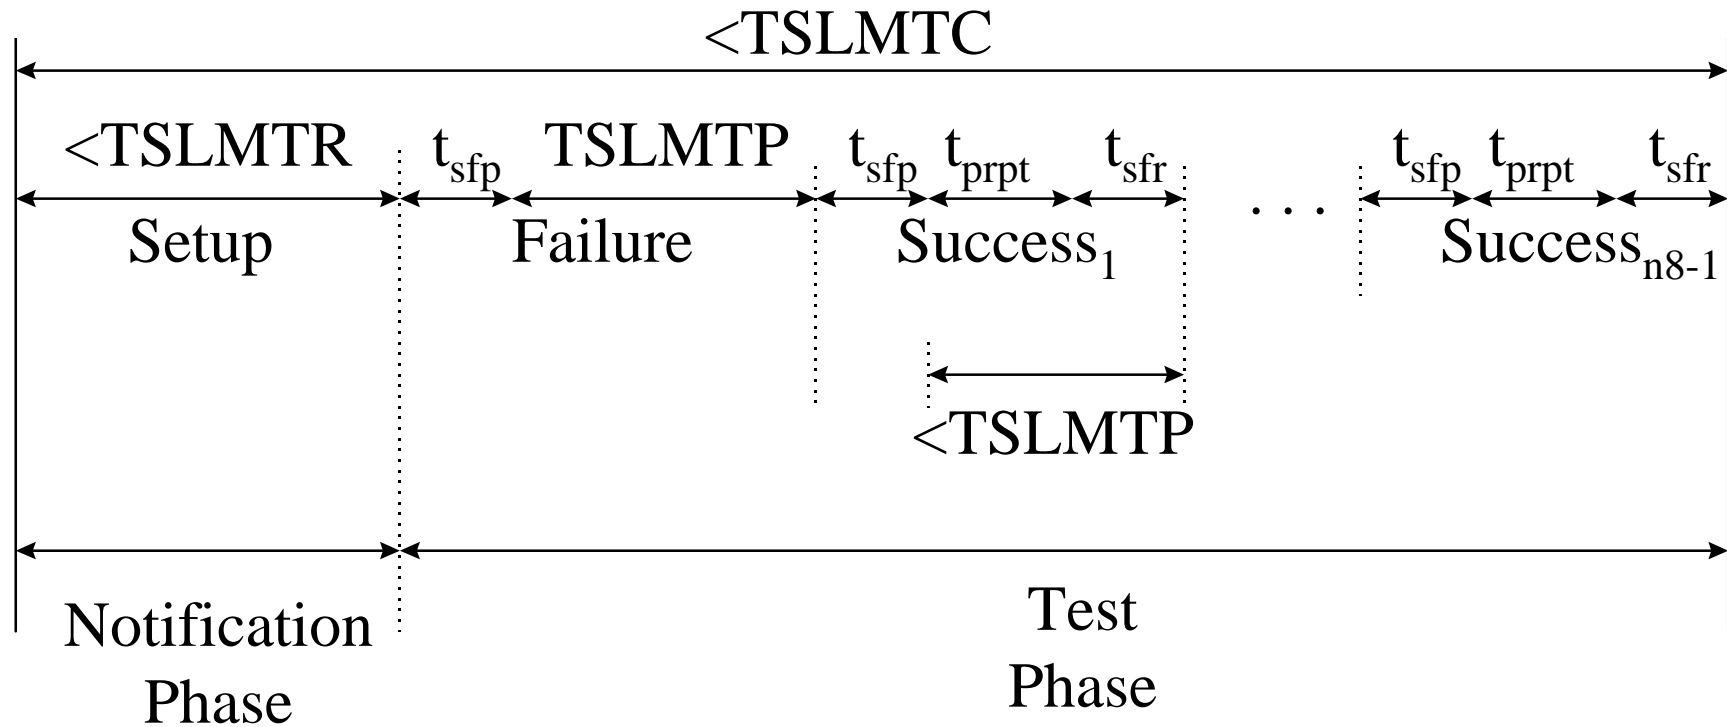 <TSLMTC
<TSLMTR t_sfp TSLMTP t_sfp t_prpt t_sfr t_sfp t_prpt t_sfr
Setup Failure Success_1 . . . Success_n8-1
<TSLMTP
Notification Phase
Test Phase